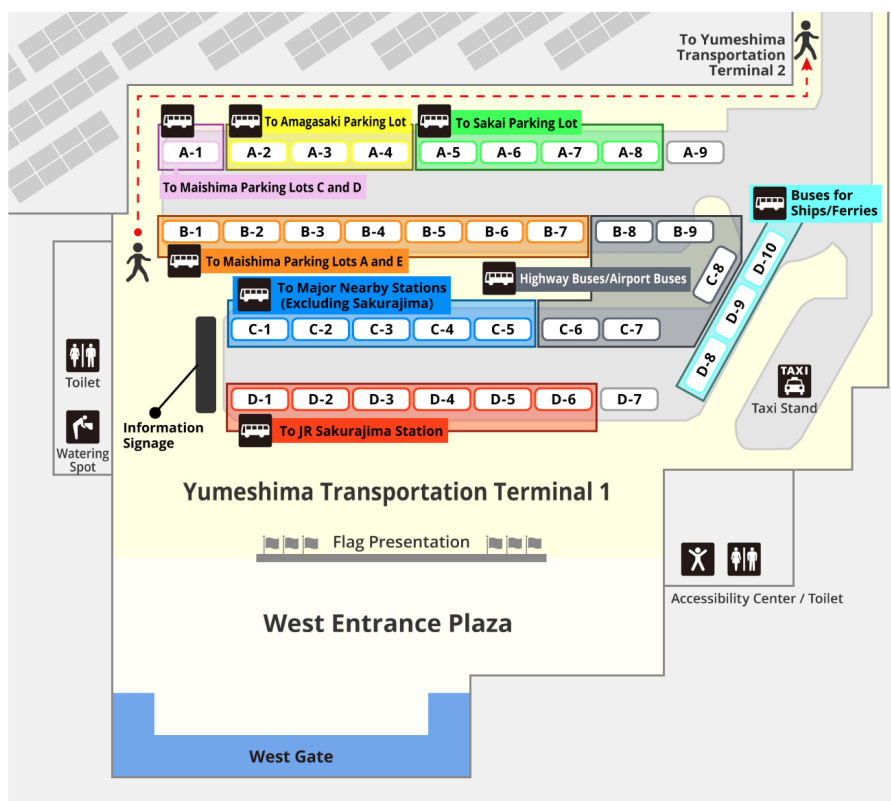 To Yumeshima
Transportation
Terminal 2
To Amagasaki Parking Lot
To Sakai Parking Lot
A-1
A-2
A-3
A-4
A-5
A-6
A-7
A-8
A-9
To Maishima Parking Lots C and D
Buses for
Ships/Ferries
B-1
B-2
B-3
B-4
B-5
B-6
B-7
B-8
B-9
D-10
To Maishima Parking Lots A and E
Highway Buses/Airport Buses
C-8
To Major Nearby Stations
(Excluding Sakurajima)
D-9
C-1
C-2
C-3
C-4
C-5
C-6
C-7
D-8
Toilet
TAXI
Taxi Stand
D-1
D-2
D-3
D-4
D-5
D-6
D-7
Information
Signage
To JR Sakurajima Station
Watering
Spot
Yumeshima Transportation Terminal 1
Flag Presentation
Accessibility Center / Toilet
West Entrance Plaza
West Gate